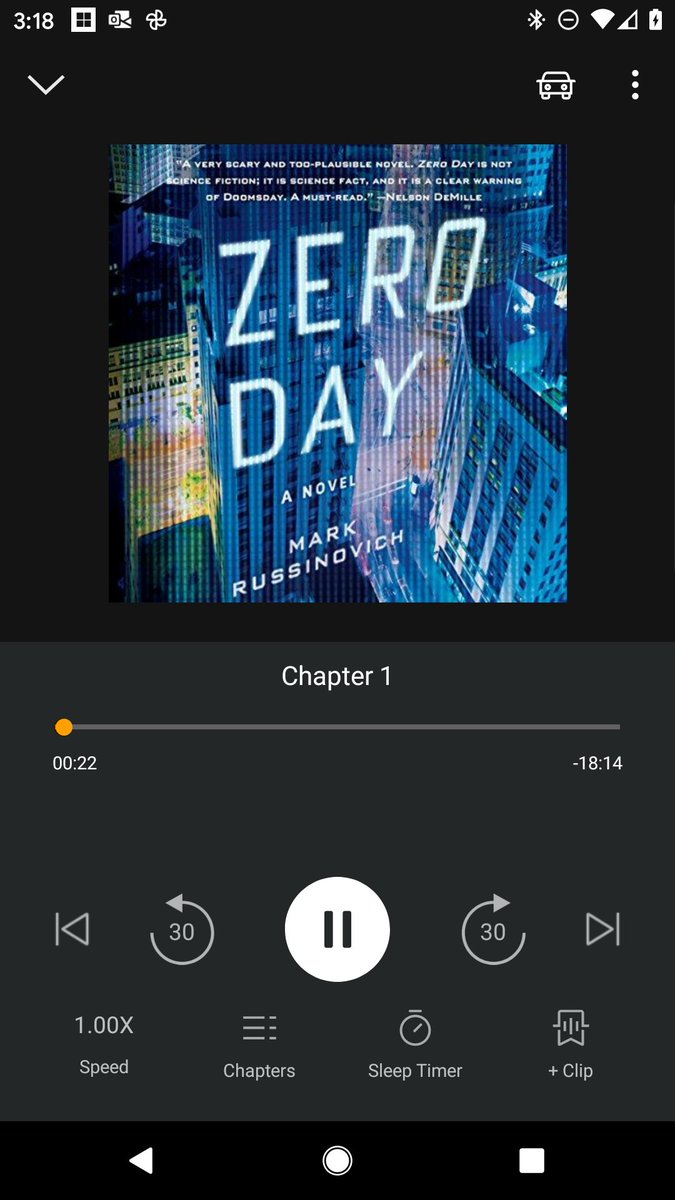 3:18
"A VERY SCARY AND TOO-PLAUSIBLE NOVEL. ZERO DAY IS NOT
SCIENCE FICTION; IT IS SCIENCE FACT, AND IT IS A CLEAR WARNING
OF DOOMSDAY. A MUST-READ." —NELSON DEMILLE
ZERO
DAY
A NOVEL
MARK
RUSSINOVICH
Chapter 1
00:22 -18:14
30 30
1.00X
Speed Chapters Sleep Timer + Clip